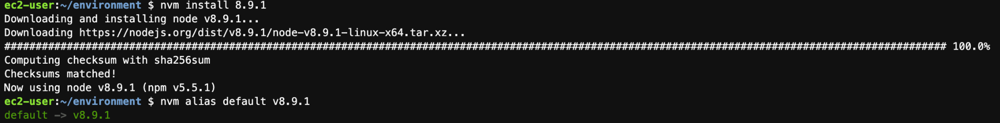 ec2-user:~/environment $ nvm install 8.9.1
Downloading and installing node v8.9.1...
Downloading https://nodejs.org/dist/v8.9.1/node-v8.9.1-linux-x64.tar.xz...
####################################################################################################################################################### 100.0%
Computing checksum with sha256sum
Checksums matched!
Now using node v8.9.1 (npm v5.5.1)
ec2-user:~/environment $ nvm alias default v8.9.1
default -> v8.9.1